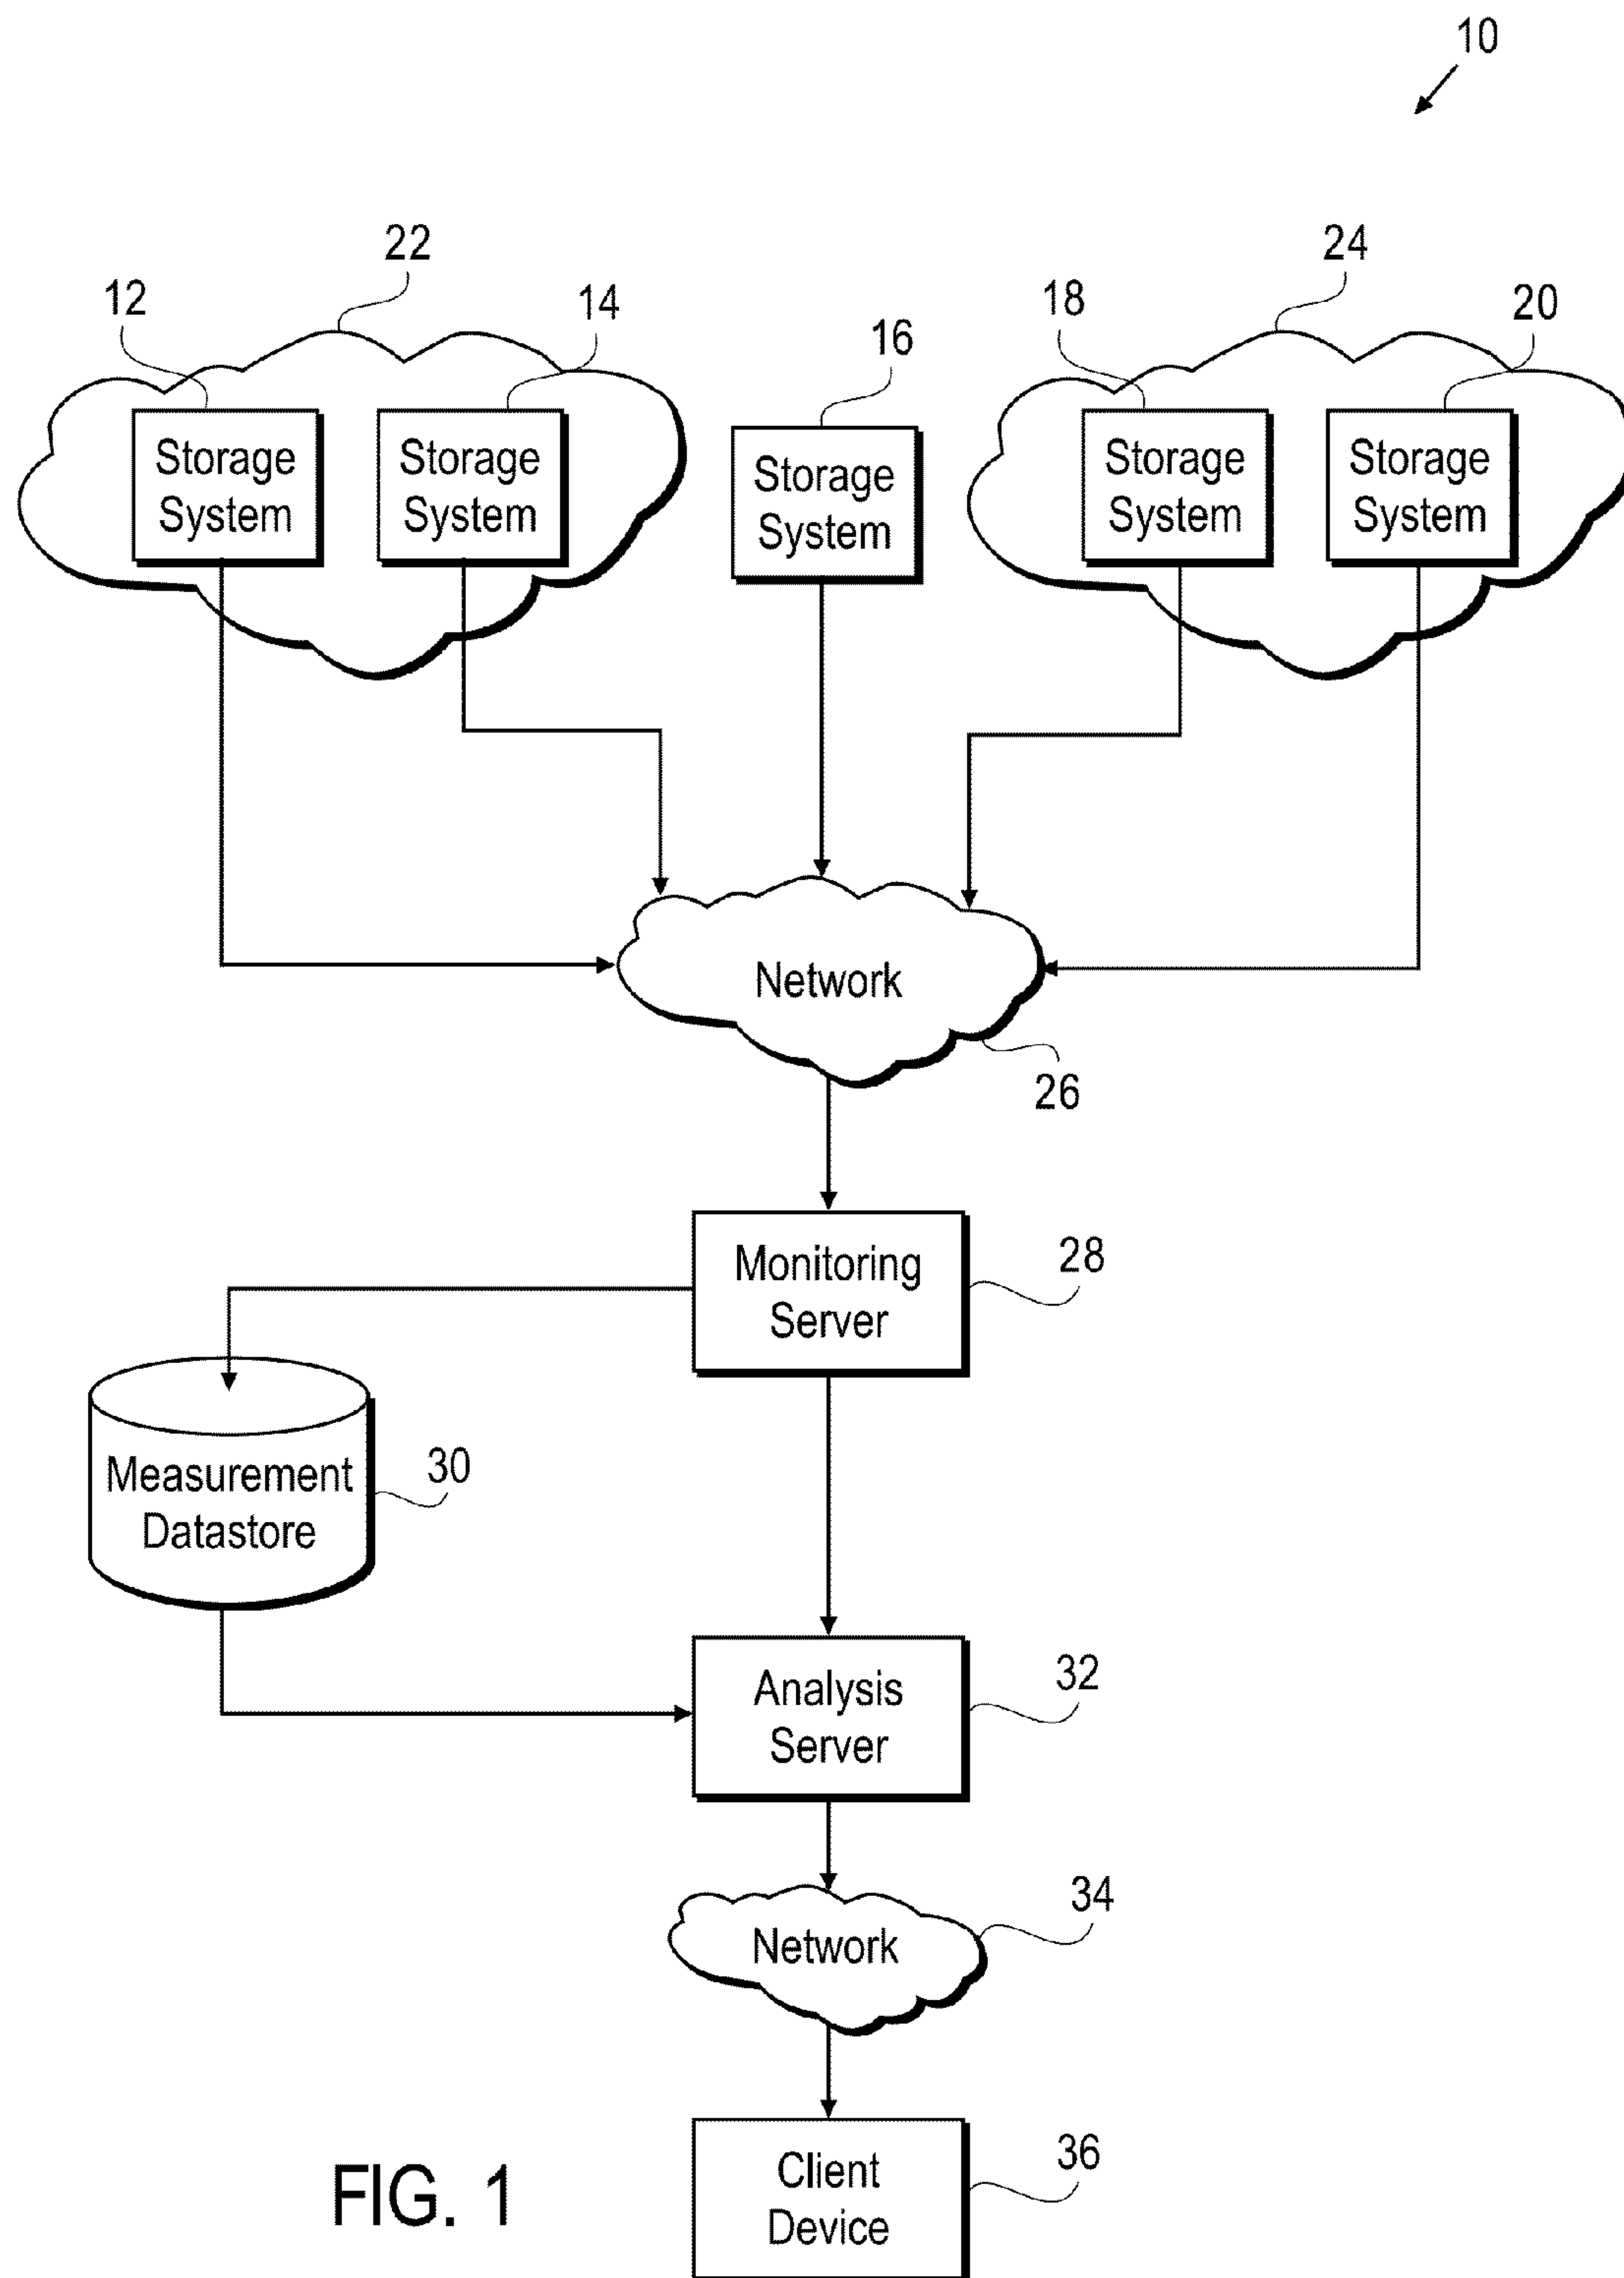 10
22
24
12
14
16
18
20
Storage
System
Storage
System
Storage
System
Storage
System
Storage
System
Network
26
Monitoring
Server
28
Measurement
Datastore
30
Analysis
Server
32
Network
34
Client
Device
36
FIG. 1